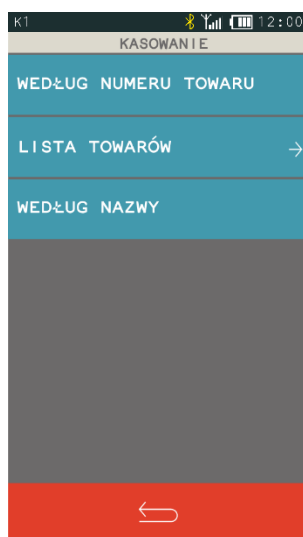 K1 12:00
KASOWANIE
WEDŁUG NUMERU TOWARU
LISTA TOWARÓW
WEDŁUG NAZWY